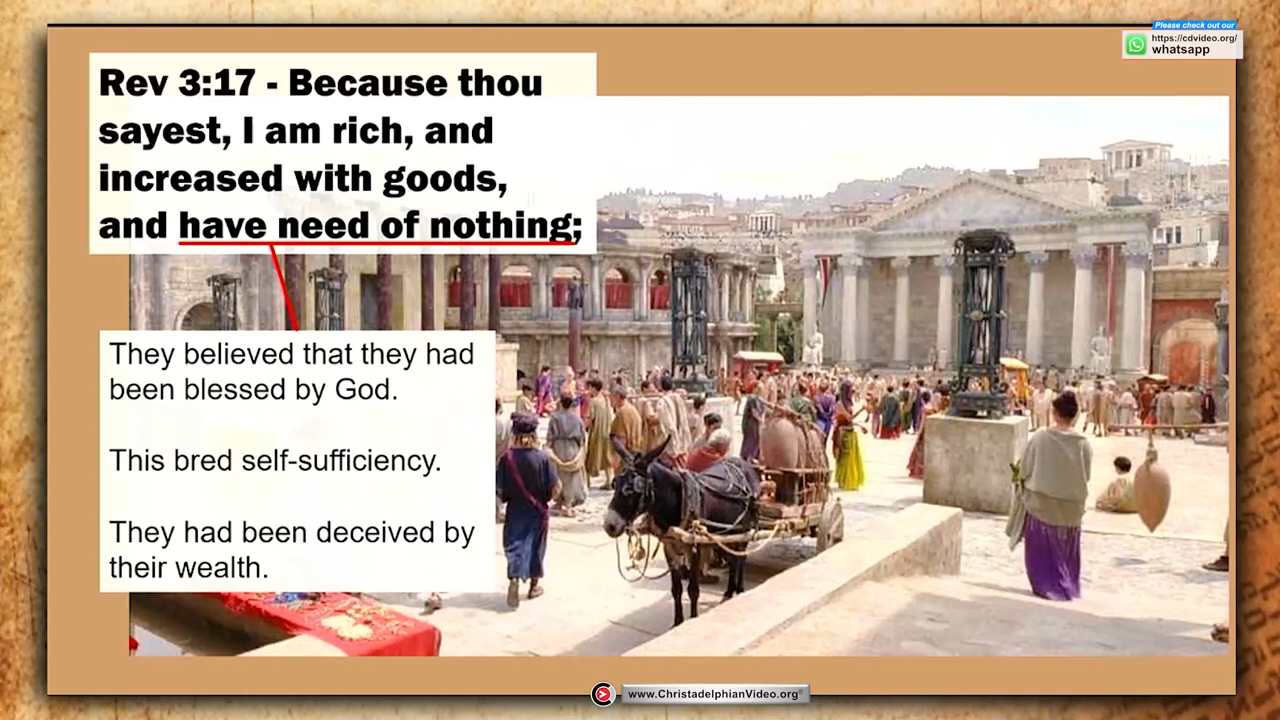 Please check out our
https://cdvideo.org/
whatsapp
Rev 3:17 - Because thou
sayest, I am rich, and
increased with goods,
and have need of nothing;
They believed that they had
been blessed by God.
This bred self-sufficiency.
They had been deceived by
their wealth.
www.ChristadelphianVideo.org®